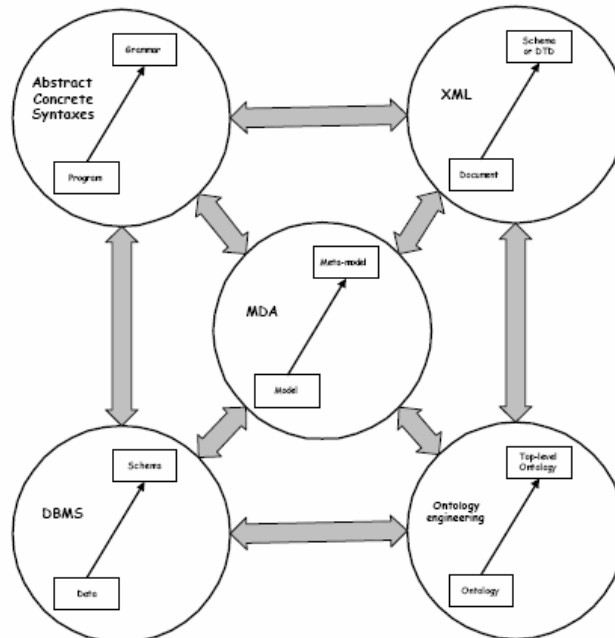 Grammar
Abstract
Concrete
Syntaxes
Program
Schema
or DTD
XML
Document
Meta-model
MDA
Model
Schema
DBMS
Data
Top-level
Ontology
Ontology
engineering
Ontology